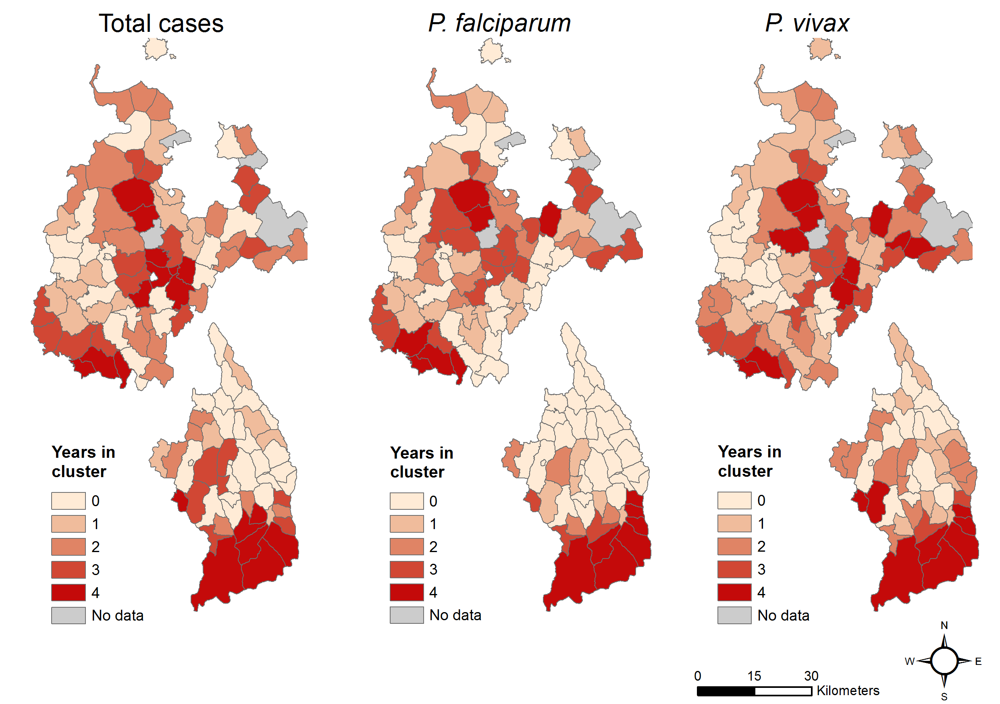 Total cases
P. falciparum
P. vivax
Years in
cluster
0
1
2
3
4
No data
Years in
cluster
0
1
2
3
4
No data
Years in
cluster
0
1
2
3
4
No data
N
W
E
S
0 15 30
Kilometers